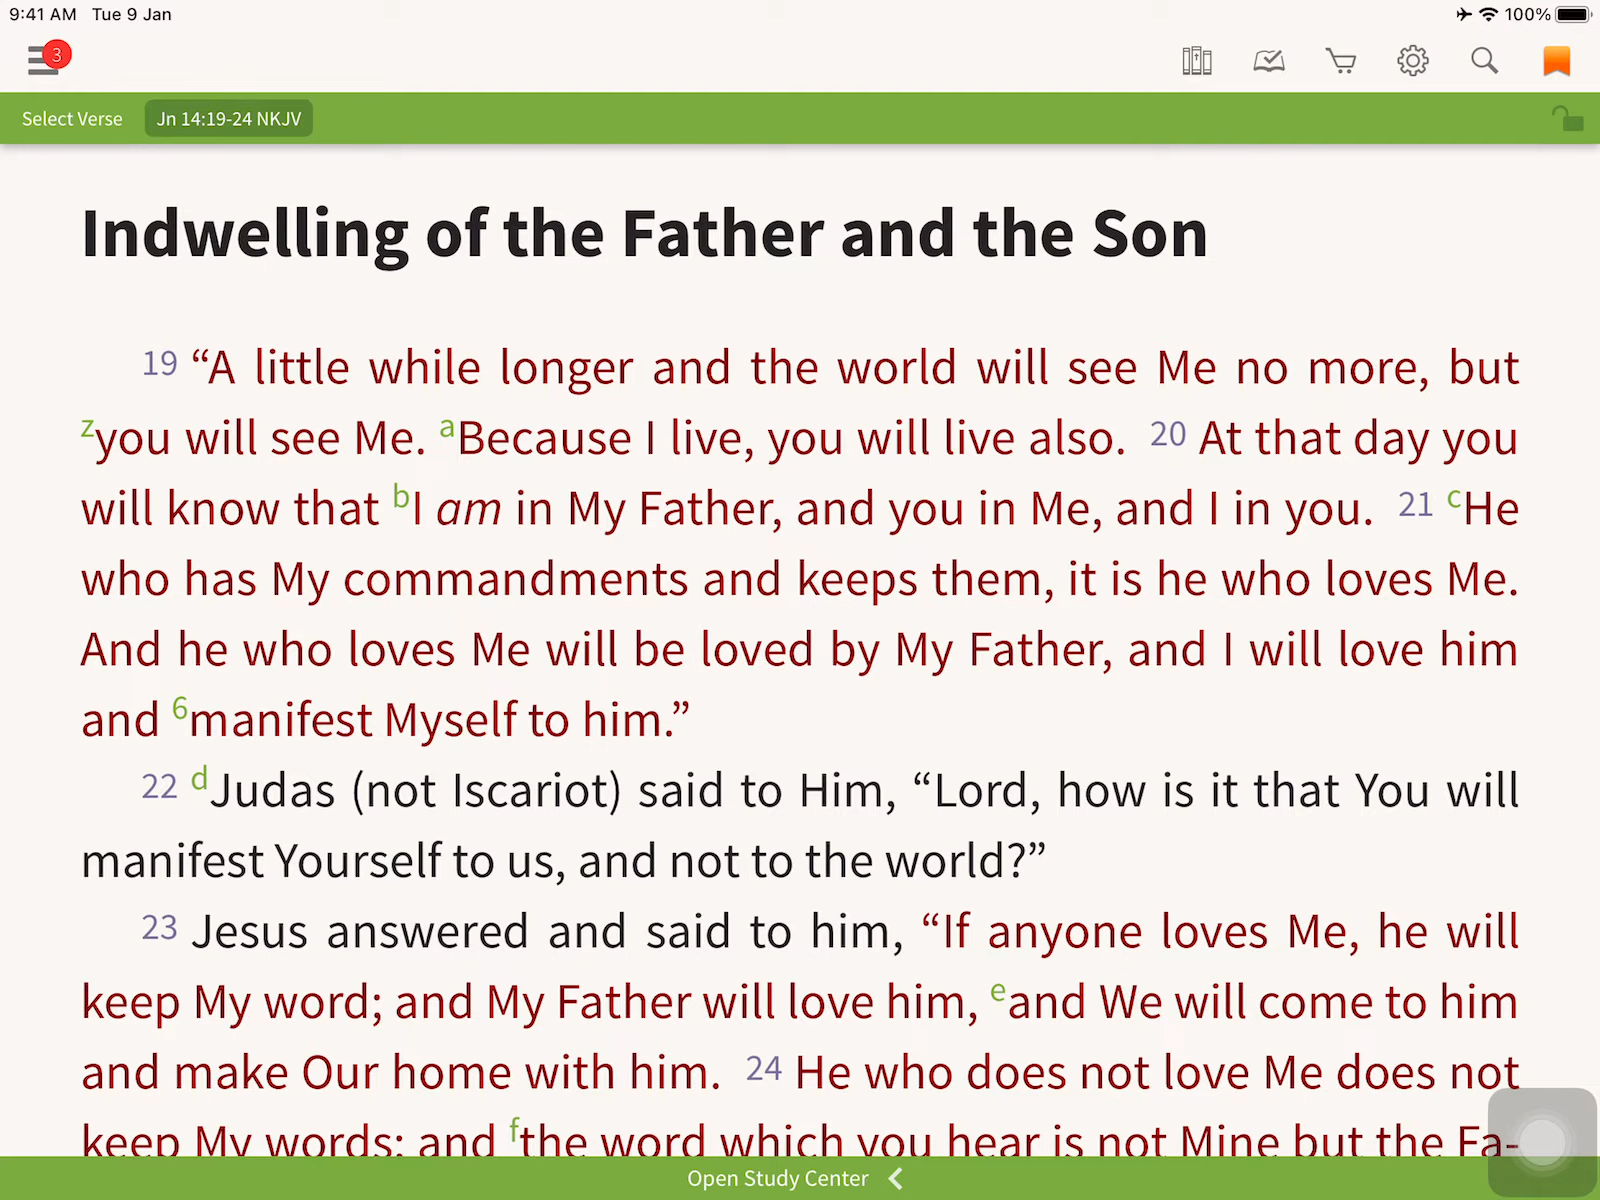 9:41 AM Tue 9 Jan 100%
3
Select Verse Jn 14:19-24 NKJV
Indwelling of the Father and the Son
19 “A little while longer and the world will see Me no more, but
zyou will see Me. aBecause I live, you will live also. 20 At that day you
will know that bI am in My Father, and you in Me, and I in you. 21 cHe
who has My commandments and keeps them, it is he who loves Me.
And he who loves Me will be loved by My Father, and I will love him
and 6manifest Myself to him.”
22 dJudas (not Iscariot) said to Him, “Lord, how is it that You will
manifest Yourself to us, and not to the world?”
23 Jesus answered and said to him, “If anyone loves Me, he will
keep My word; and My Father will love him, eand We will come to him
and make Our home with him. 24 He who does not love Me does not
keep My words; and fthe word which you hear is not Mine but the Fa-
Open Study Center